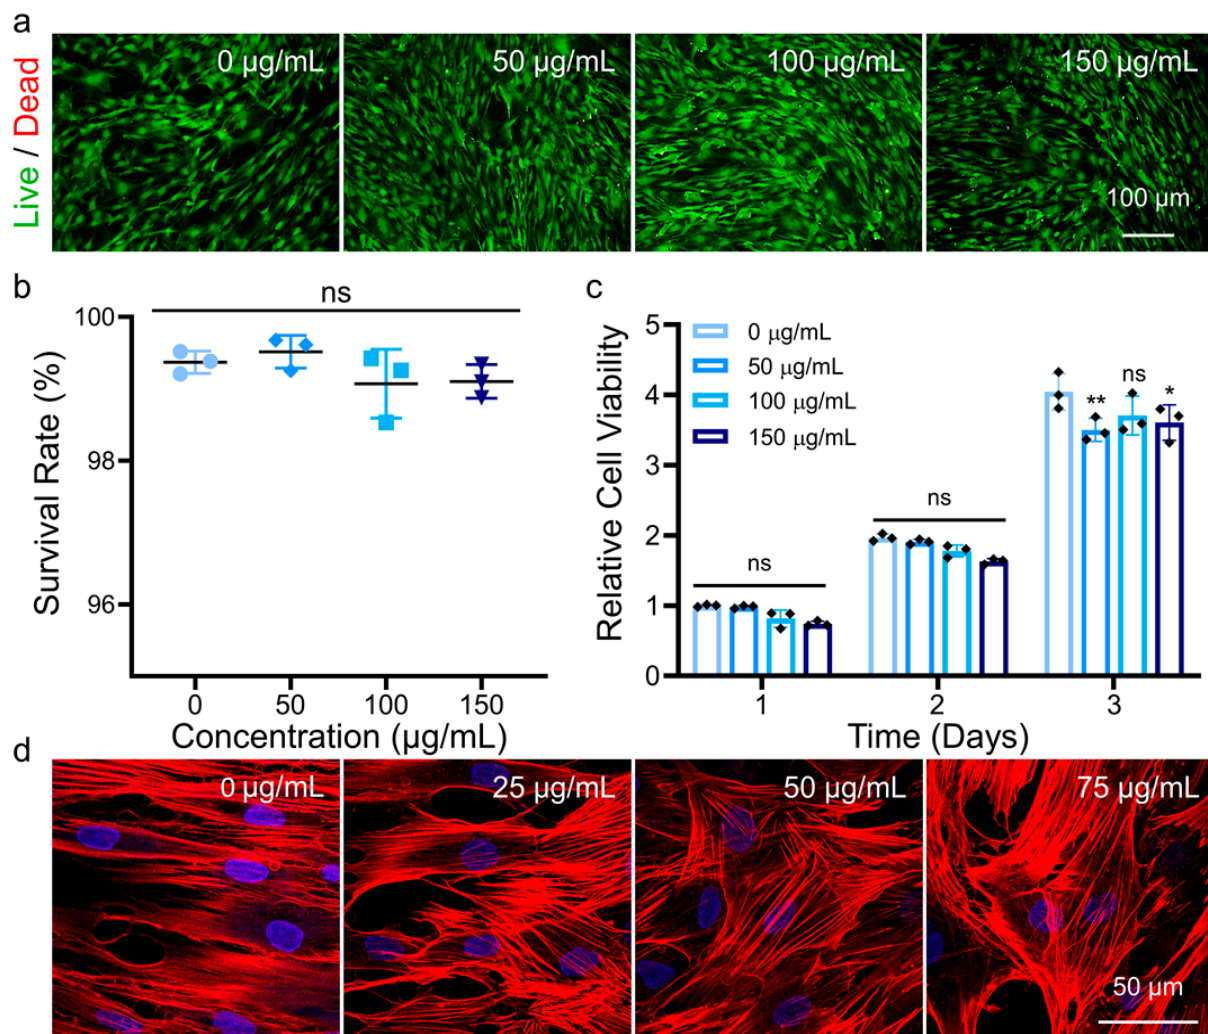 a
Live / Dead
0 µg/mL
50 µg/mL
100 µg/mL
150 µg/mL
100 µm
b
ns
Survival Rate (%)
100
98
96
0
50
100
150
Concentration (µg/mL)
c
0 µg/mL
50 µg/mL
100 µg/mL
150 µg/mL
Relative Cell Viability
5
4
3
2
1
0
ns
ns
**
ns
*
1
2
3
Time (Days)
d
0 µg/mL
25 µg/mL
50 µg/mL
75 µg/mL
50 µm